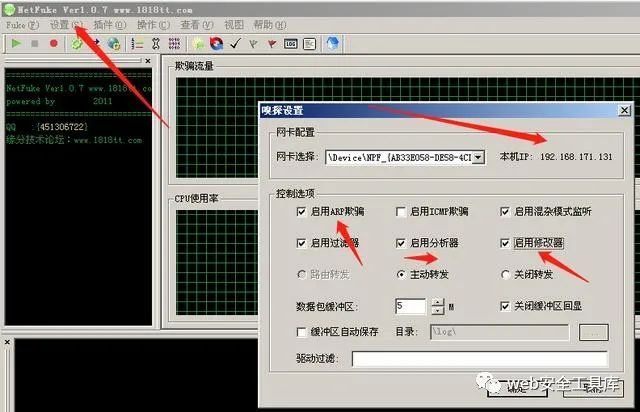 NetFuke Ver1.0.7 www.1818tt.com
Fuke(F) 设置(S) 插件(O) 操作(C) 查看(V) 视图 帮助(H)
LOG
NetFuke Ver1.0.7 www.1818tt.com
powered by 2011
QQ :{451306722}
缘分技术论坛:www.1818tt.com
欺骗流量
CPU使用率
嗅探设置
网卡配置
网卡选择: \Device\NPF_{AB33E058-DE58-4CI 本机IP: 192.168.171.131
控制选项
启用ARP欺骗 启用ICMP欺骗 启用混杂模式监听
启用过滤器 启用分析器 启用修改器
路由转发 主动转发 关闭转发
数据包缓冲区: 5 M 关闭缓冲区回显
缓冲区自动保存 目录: \log\ ...
驱动过滤:
web安全工具库